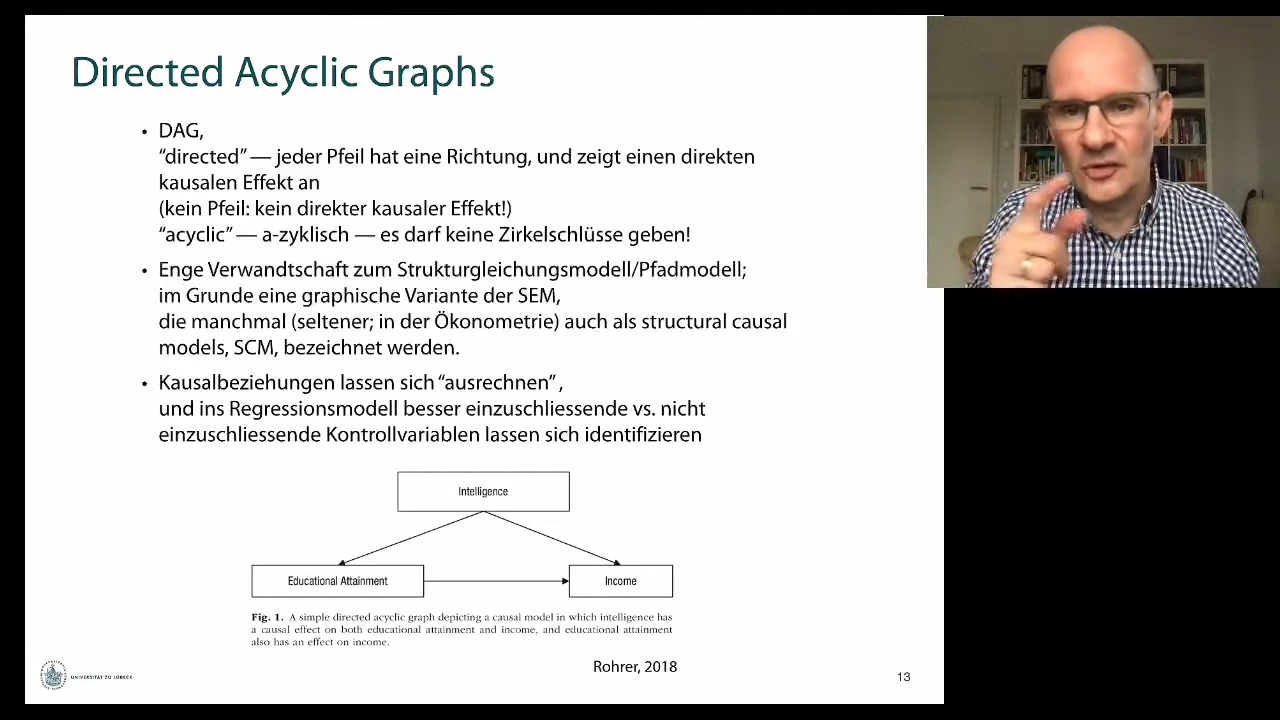 Directed Acyclic Graphs
• DAG,
“directed” — jeder Pfeil hat eine Richtung, und zeigt einen direkten
kausalen Effekt an
(kein Pfeil: kein direkter kausaler Effekt!)
“acyclic” — a-zyklisch — es darf keine Zirkelschlüsse geben!
• Enge Verwandtschaft zum Strukturgleichungsmodell/Pfadmodell;
im Grunde eine graphische Variante der SEM,
die manchmal (seltener; in der Ökonometrie) auch als structural causal
models, SCM, bezeichnet werden.
• Kausalbeziehungen lassen sich “ausrechnen”,
und ins Regressionsmodell besser einzuschliessende vs. nicht
einzuschliessende Kontrollvariablen lassen sich identifizieren
Intelligence
Educational Attainment
Income
Fig. 1. A simple directed acyclic graph depicting a causal model in which intelligence has
a causal effect on both educational attainment and income, and educational attainment
also has an effect on income.
Rohrer, 2018
UNIVERSITÄT ZU LÜBECK
13